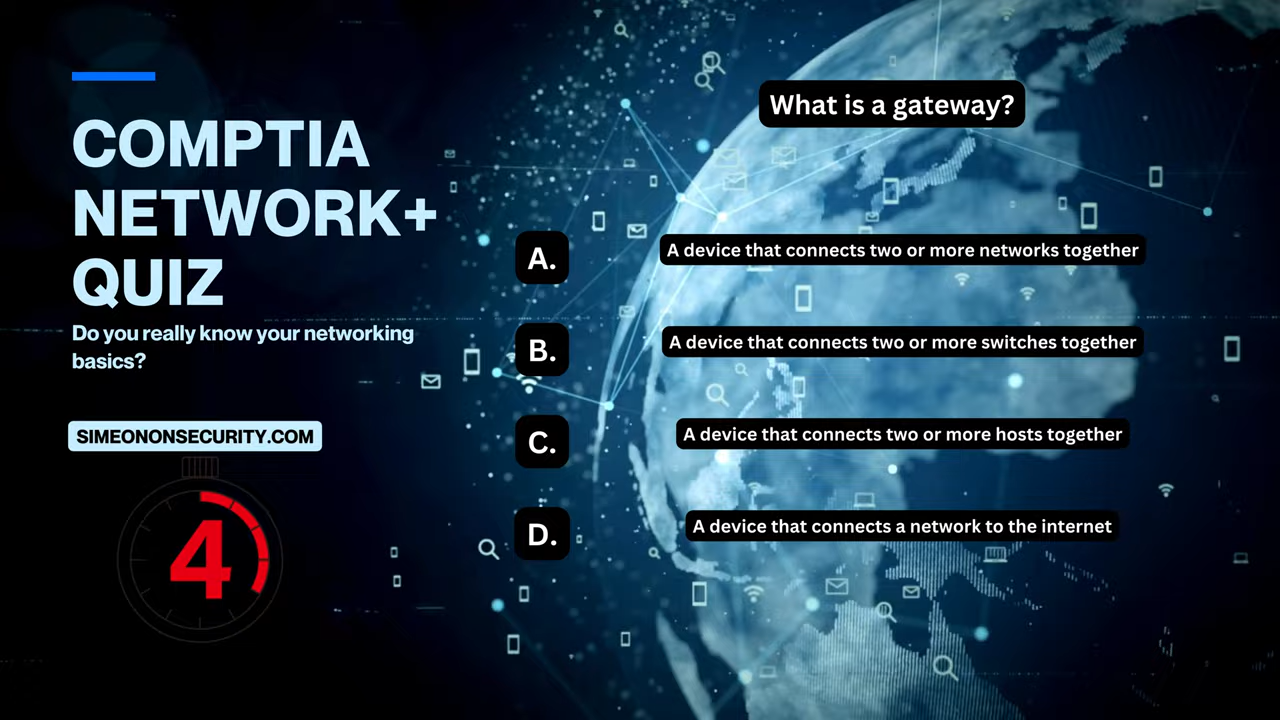 COMPTIA
NETWORK+
QUIZ
Do you really know your networking
basics?
SIMEONONSECURITY.COM
4
What is a gateway?
A. A device that connects two or more networks together
B. A device that connects two or more switches together
C. A device that connects two or more hosts together
D. A device that connects a network to the internet